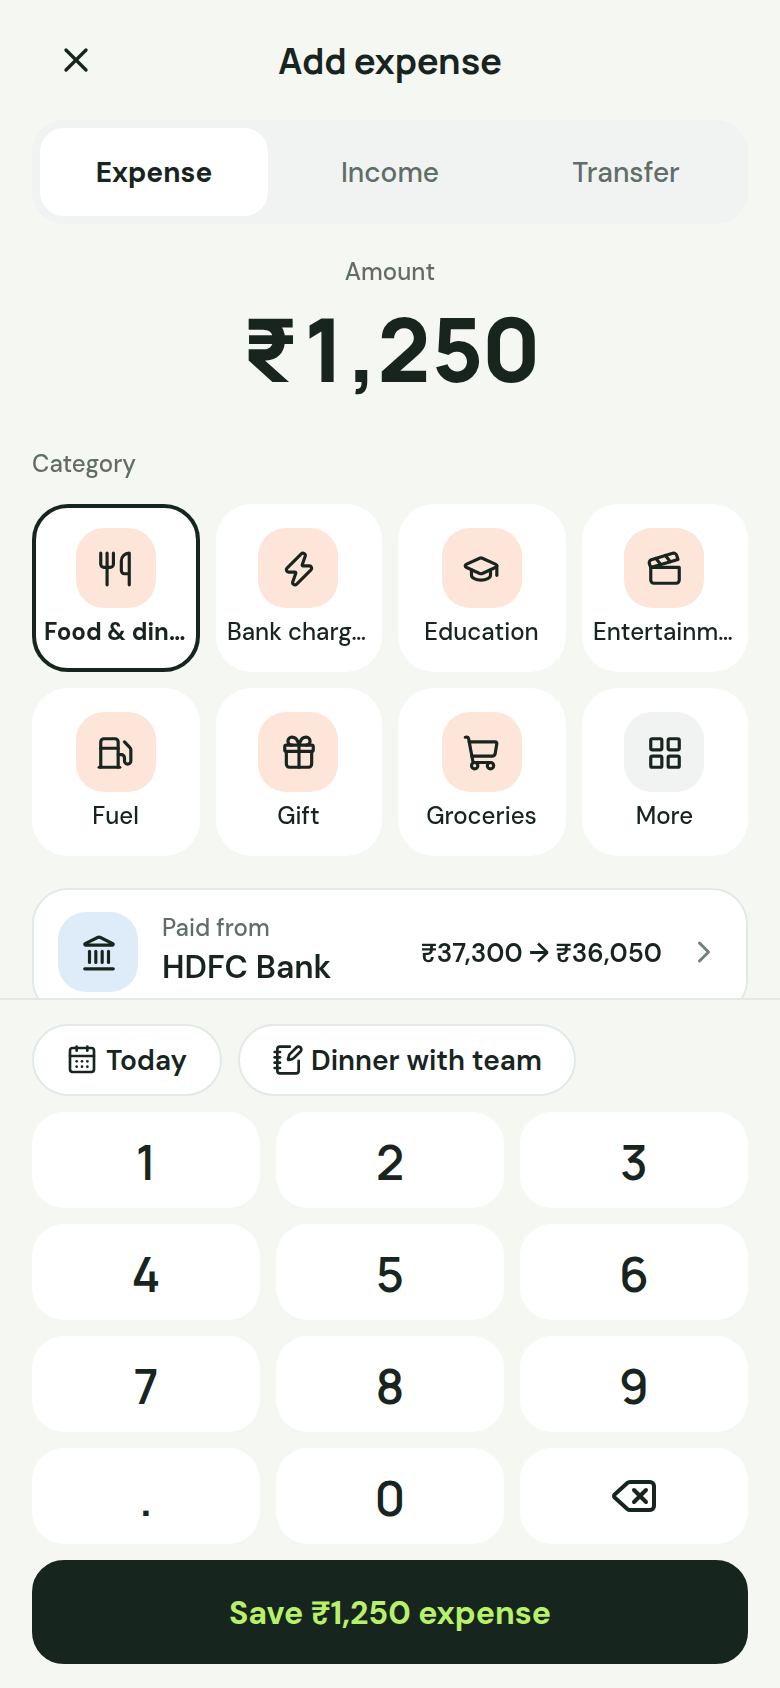 Add expense
Expense Income Transfer
Amount
₹1,250
Category
Food & din... Bank charg... Education Entertainm...
Fuel Gift Groceries More
Paid from
HDFC Bank ₹37,300 → ₹36,050
Today Dinner with team
1 2 3
4 5 6
7 8 9
. 0
Save ₹1,250 expense